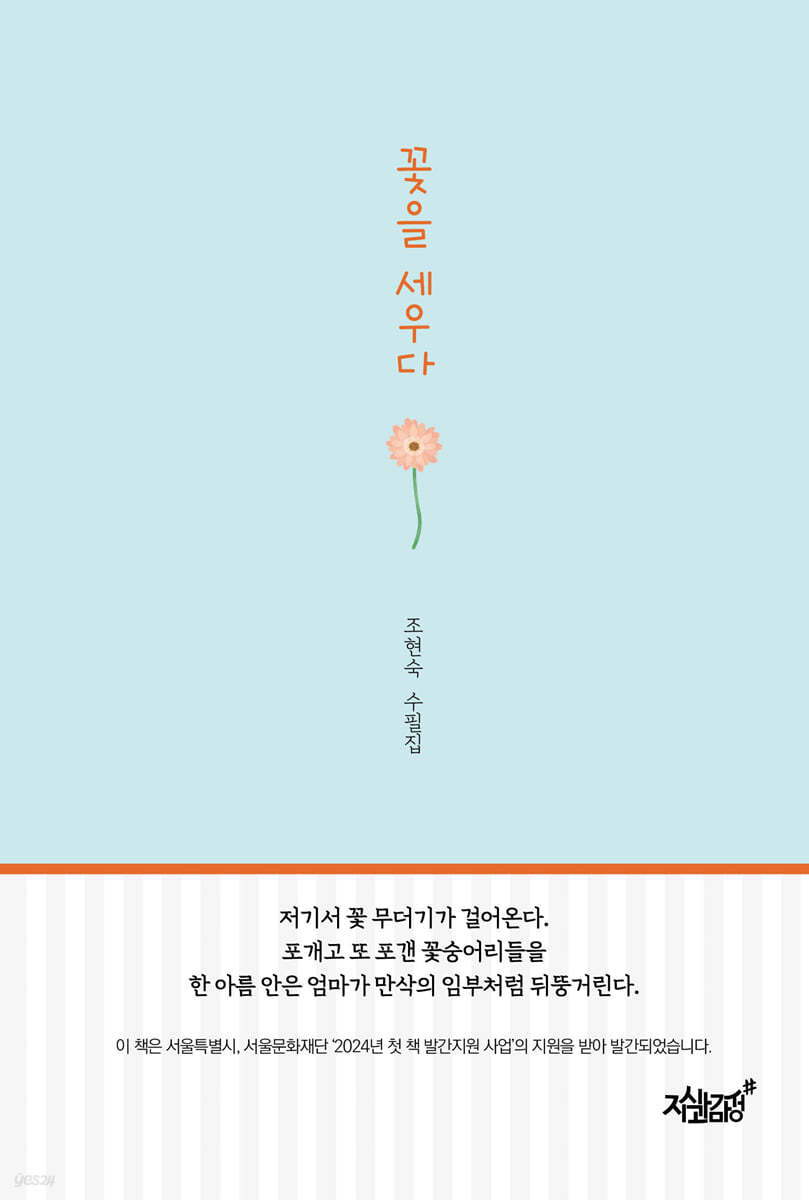 꽃을 세우다
조현숙 수필집
저기서 꽃 무더기가 걸어온다.
포개고 또 포갠 꽃숭어리들을
한 아름 안은 엄마가 만삭의 임부처럼 뒤뚱거린다.
이 책은 서울특별시, 서울문화재단 ‘2024년 첫 책 발간지원 사업’의 지원을 받아 발간되었습니다.
지식과감성#
yes24